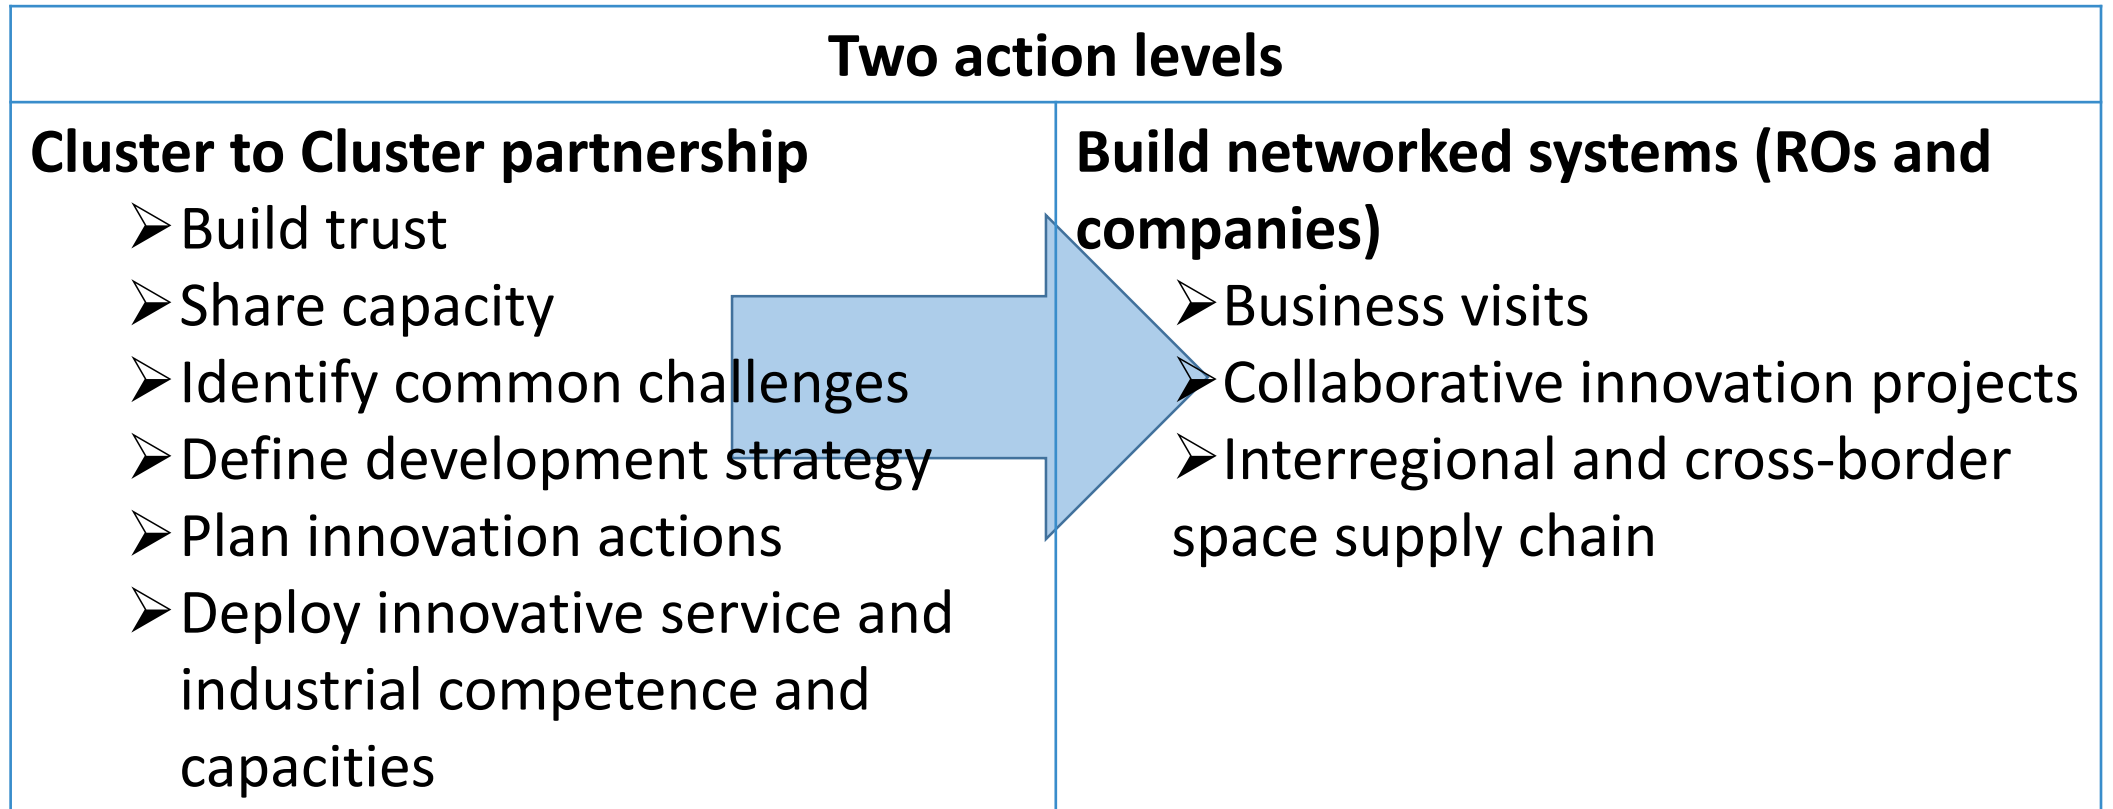 Two action levels
Cluster to Cluster partnership
➢Build trust
➢Share capacity
➢Identify common challenges
➢Define development strategy
➢Plan innovation actions
➢Deploy innovative service and
industrial competence and
capacities
Build networked systems (ROs and
companies)
➢Business visits
➢Collaborative innovation projects
➢Interregional and cross-border
space supply chain